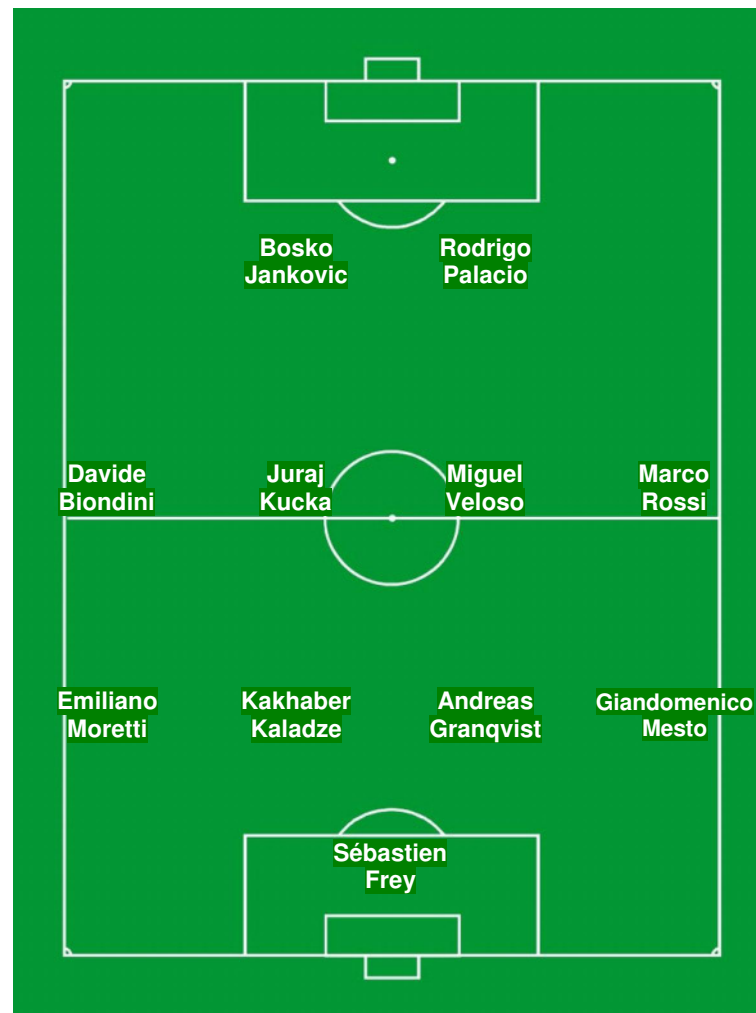 Bosko
Jankovic
Rodrigo
Palacio
Davide
Biondini
Juraj
Kucka
Miguel
Veloso
Marco
Rossi
Emiliano
Moretti
Kakhaber
Kaladze
Andreas
Granqvist
Giandomenico
Mesto
Sébastien
Frey